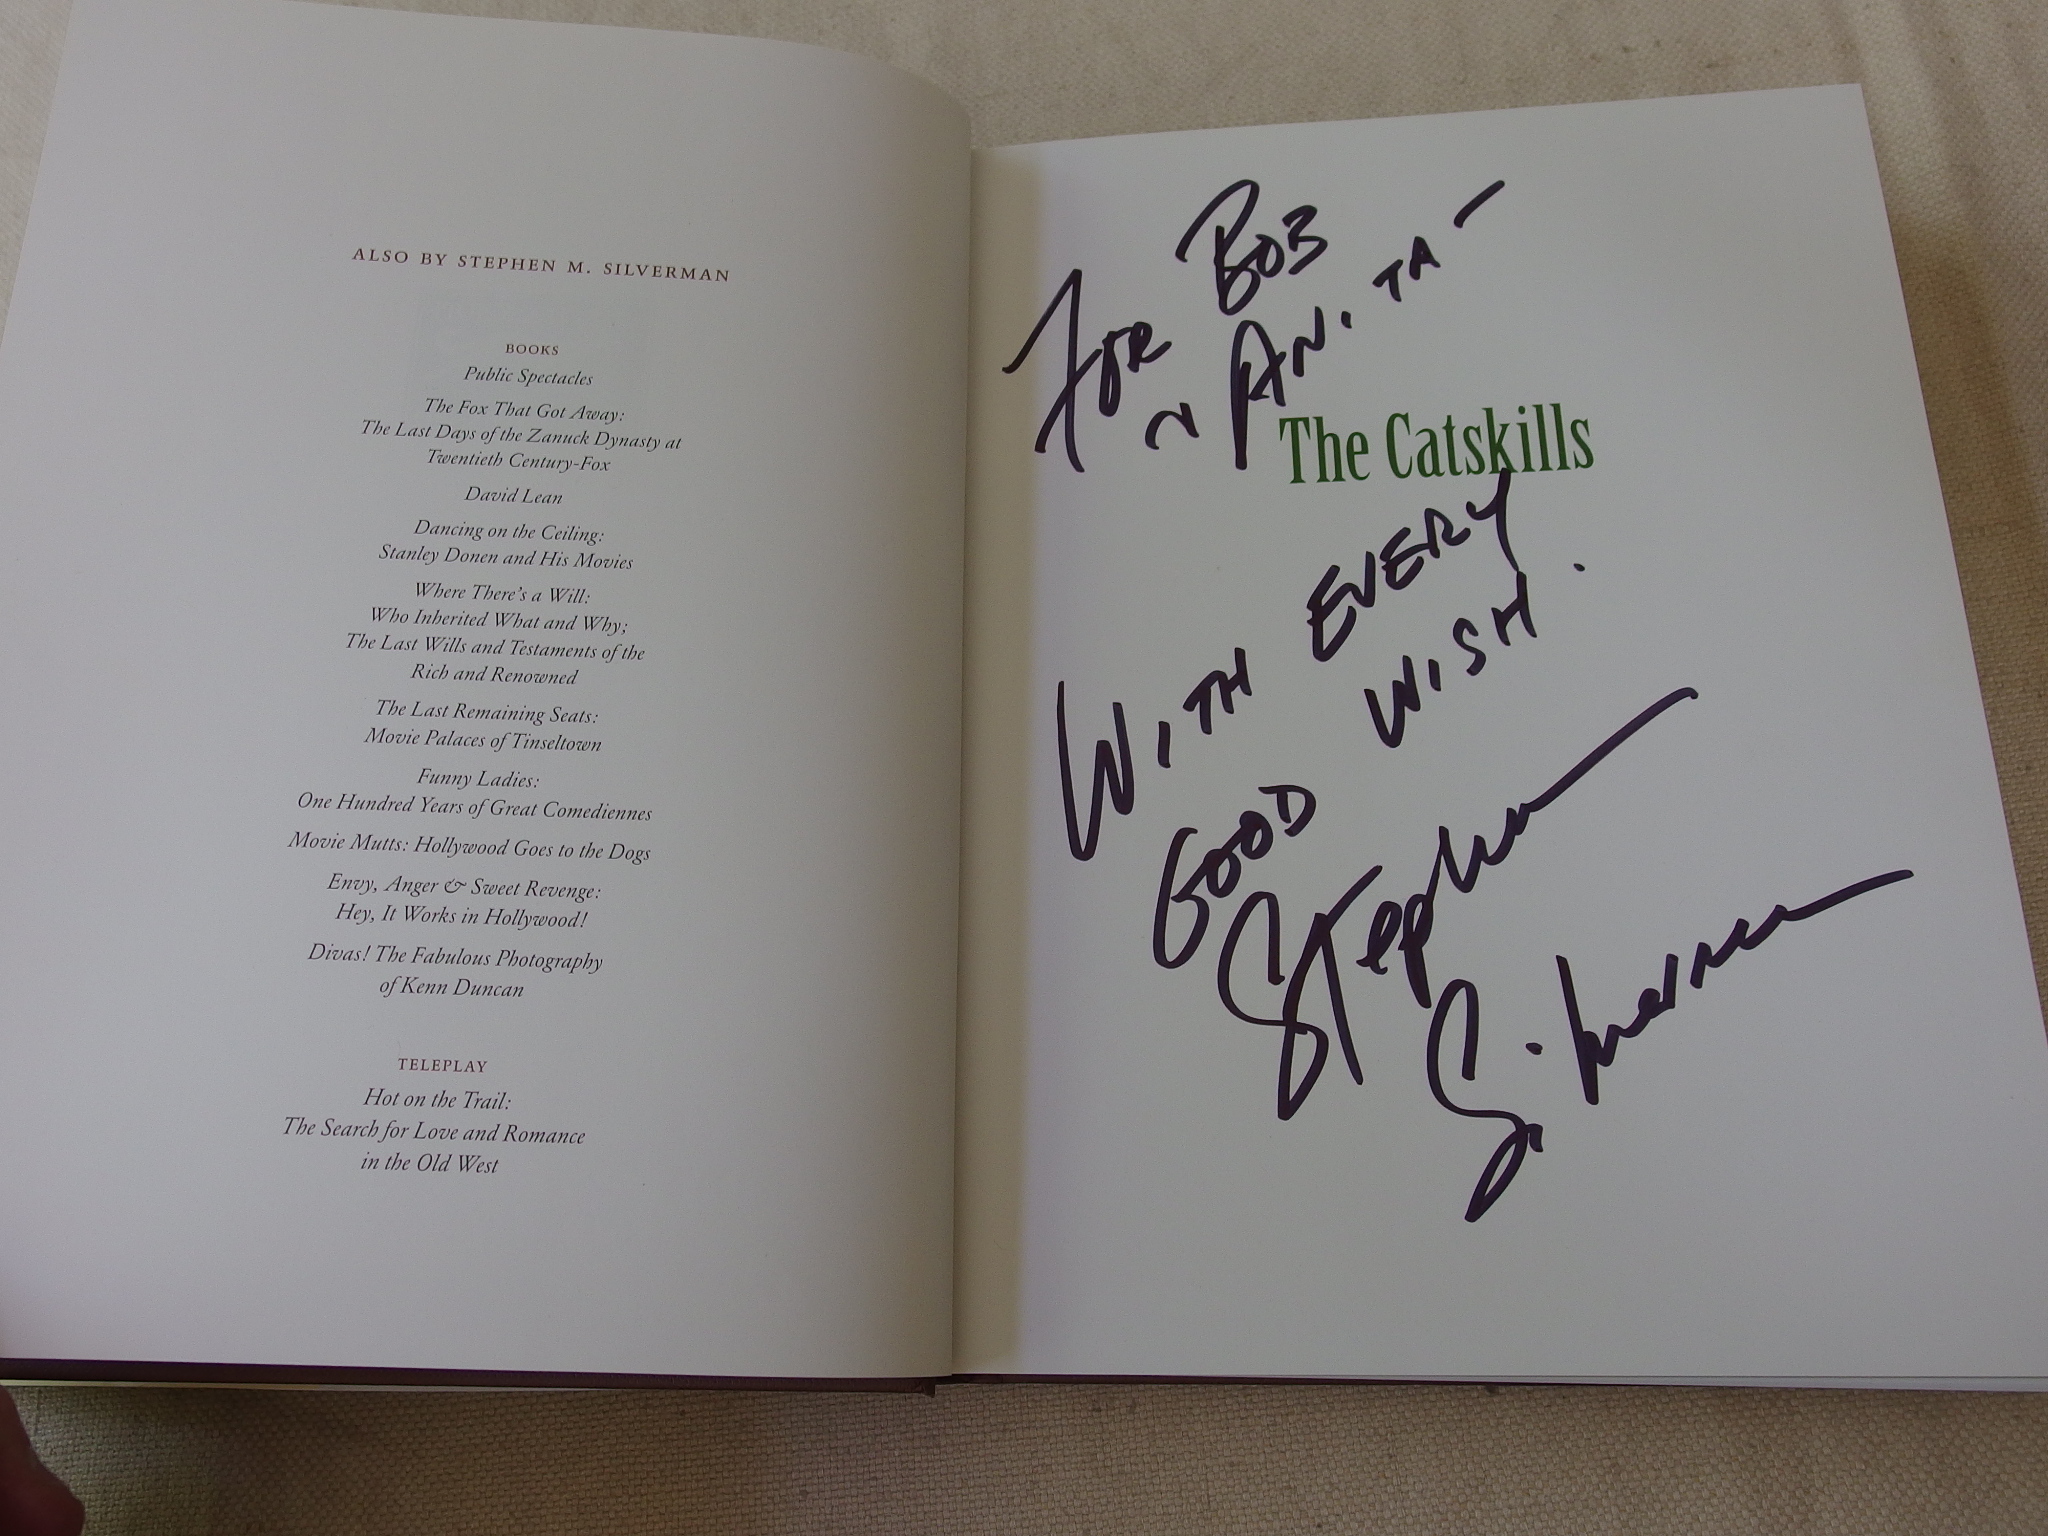 ALSO BY STEPHEN M. SILVERMAN
BOOKS
Public Spectacles
The Fox That Got Away:
The Last Days of the Zanuck Dynasty at
Twentieth Century-Fox
David Lean
Dancing on the Ceiling:
Stanley Donen and His Movies
Where There's a Will:
Who Inherited What and Why;
The Last Wills and Testaments of the
Rich and Renowned
The Last Remaining Seats:
Movie Palaces of Tinseltown
Funny Ladies:
One Hundred Years of Great Comediennes
Movie Mutts: Hollywood Goes to the Dogs
Envy, Anger & Sweet Revenge:
Hey, It Works in Hollywood!
Divas! The Fabulous Photography
of Kenn Duncan
TELEPLAY
Hot on the Trail:
The Search for Love and Romance
in the Old West
FOR BOB
~ ANiTA –
The Catskills
WiTH EVERY
GOOD WiSH.
Stephen
Silverman